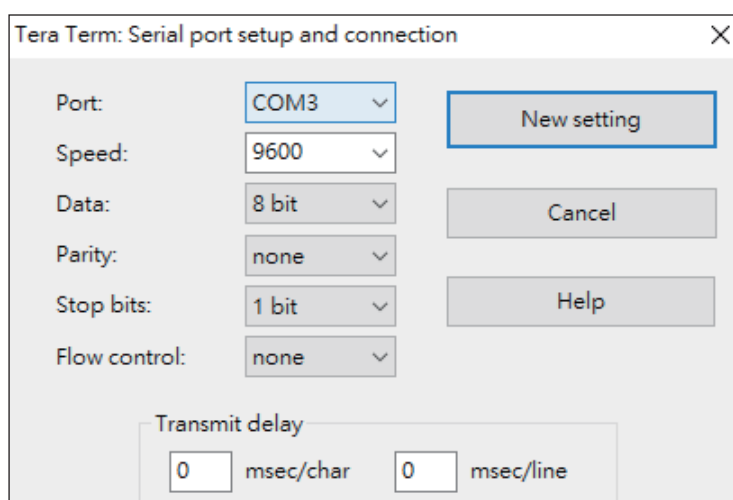 Tera Term: Serial port setup and connection
Port: COM3 New setting
Speed: 9600
Data: 8 bit Cancel
Parity: none
Stop bits: 1 bit Help
Flow control: none
Transmit delay
0 msec/char 0 msec/line